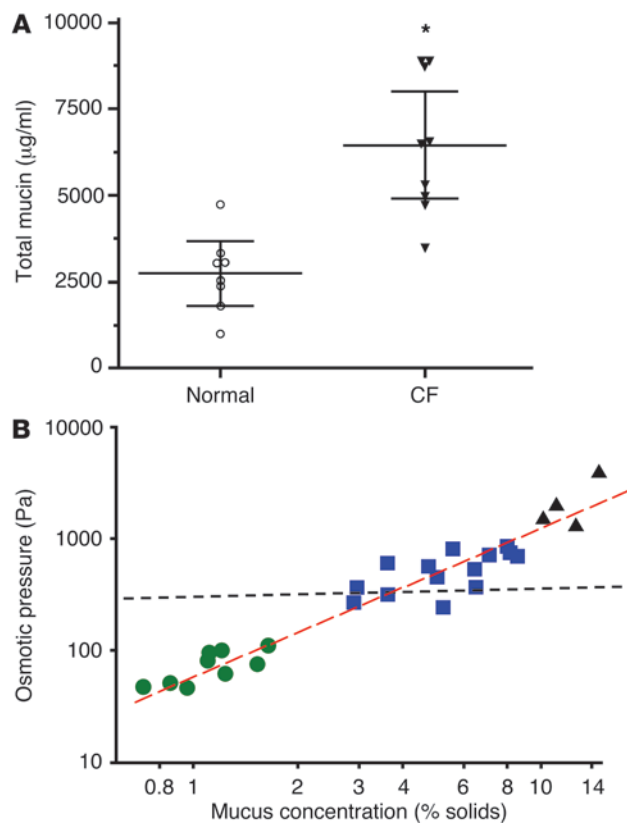 A
Total mucin (μg/ml)
10000
7500
5000
2500
0
*
Normal CF
B
Osmotic pressure (Pa)
10000
1000
100
10
0.8 1 2 3 4 6 8 10 14
Mucus concentration (% solids)